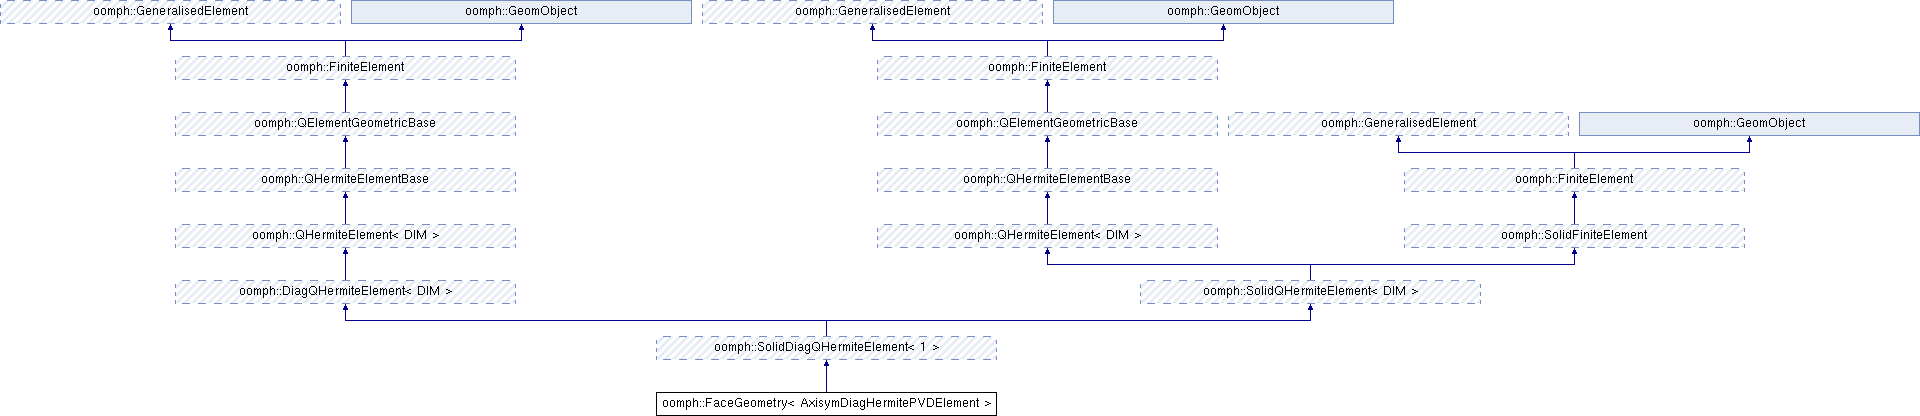 oomph::GeneralisedElement
oomph::GeomObject
oomph::GeneralisedElement
oomph::GeomObject
oomph::FiniteElement
oomph::FiniteElement
oomph::QElementGeometricBase
oomph::QElementGeometricBase
oomph::GeneralisedElement
oomph::GeomObject
oomph::QHermiteElementBase
oomph::QHermiteElementBase
oomph::FiniteElement
oomph::QHermiteElement< DIM >
oomph::QHermiteElement< DIM >
oomph::SolidFiniteElement
oomph::DiagQHermiteElement< DIM >
oomph::SolidQHermiteElement< DIM >
oomph::SolidDiagQHermiteElement< 1 >
oomph::FaceGeometry< AxisymDiagHermitePVDElement >